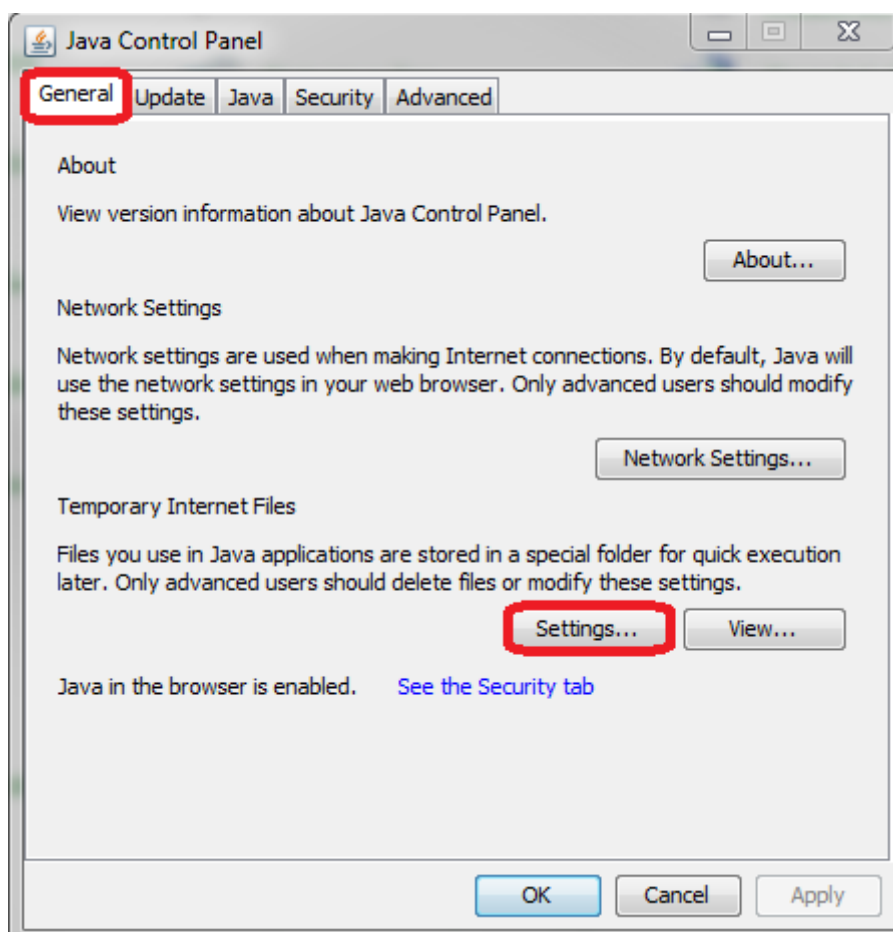 Java Control Panel
General Update Java Security Advanced
About
View version information about Java Control Panel.
About...
Network Settings
Network settings are used when making Internet connections. By default, Java will
use the network settings in your web browser. Only advanced users should modify
these settings.
Network Settings...
Temporary Internet Files
Files you use in Java applications are stored in a special folder for quick execution
later. Only advanced users should delete files or modify these settings.
Settings... View...
Java in the browser is enabled. See the Security tab
OK Cancel Apply